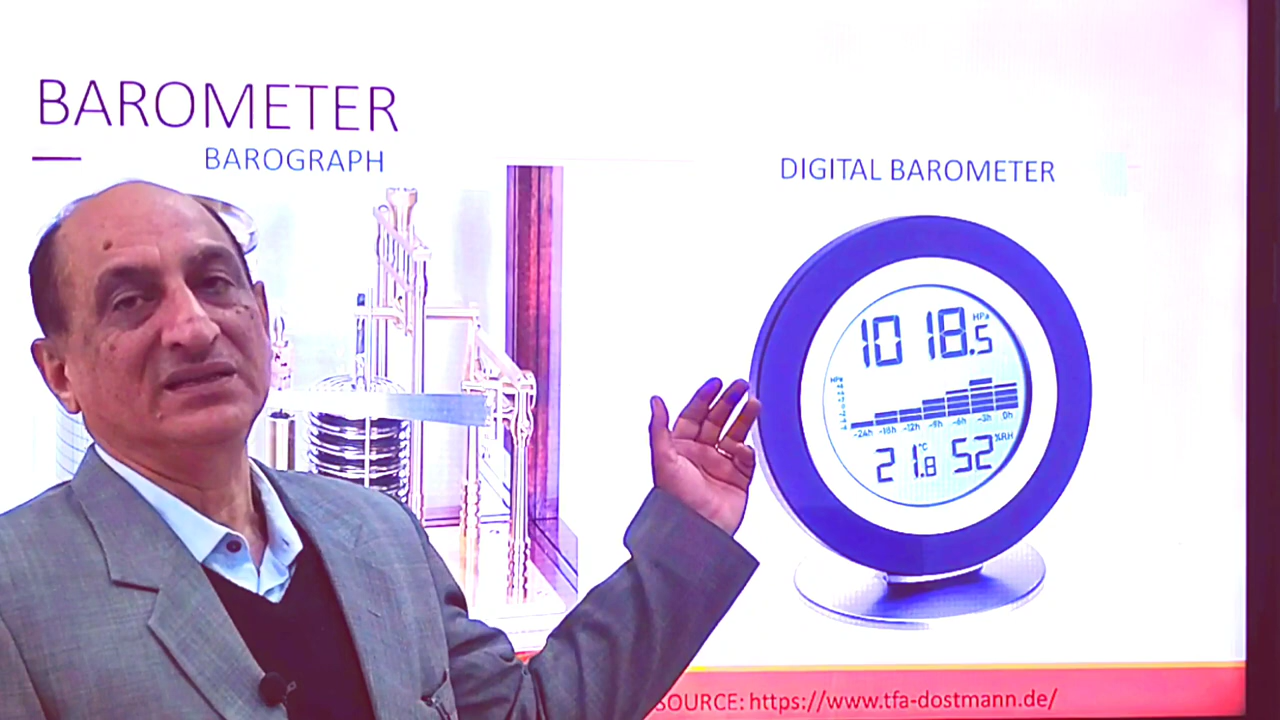 BAROMETER
BAROGRAPH
DIGITAL BAROMETER
1018.5 HPa
HPa
-24h -18h -12h -9h -6h -3h 0h
21.8 °C 52 %RH
SOURCE: https://www.tfa-dostmann.de/